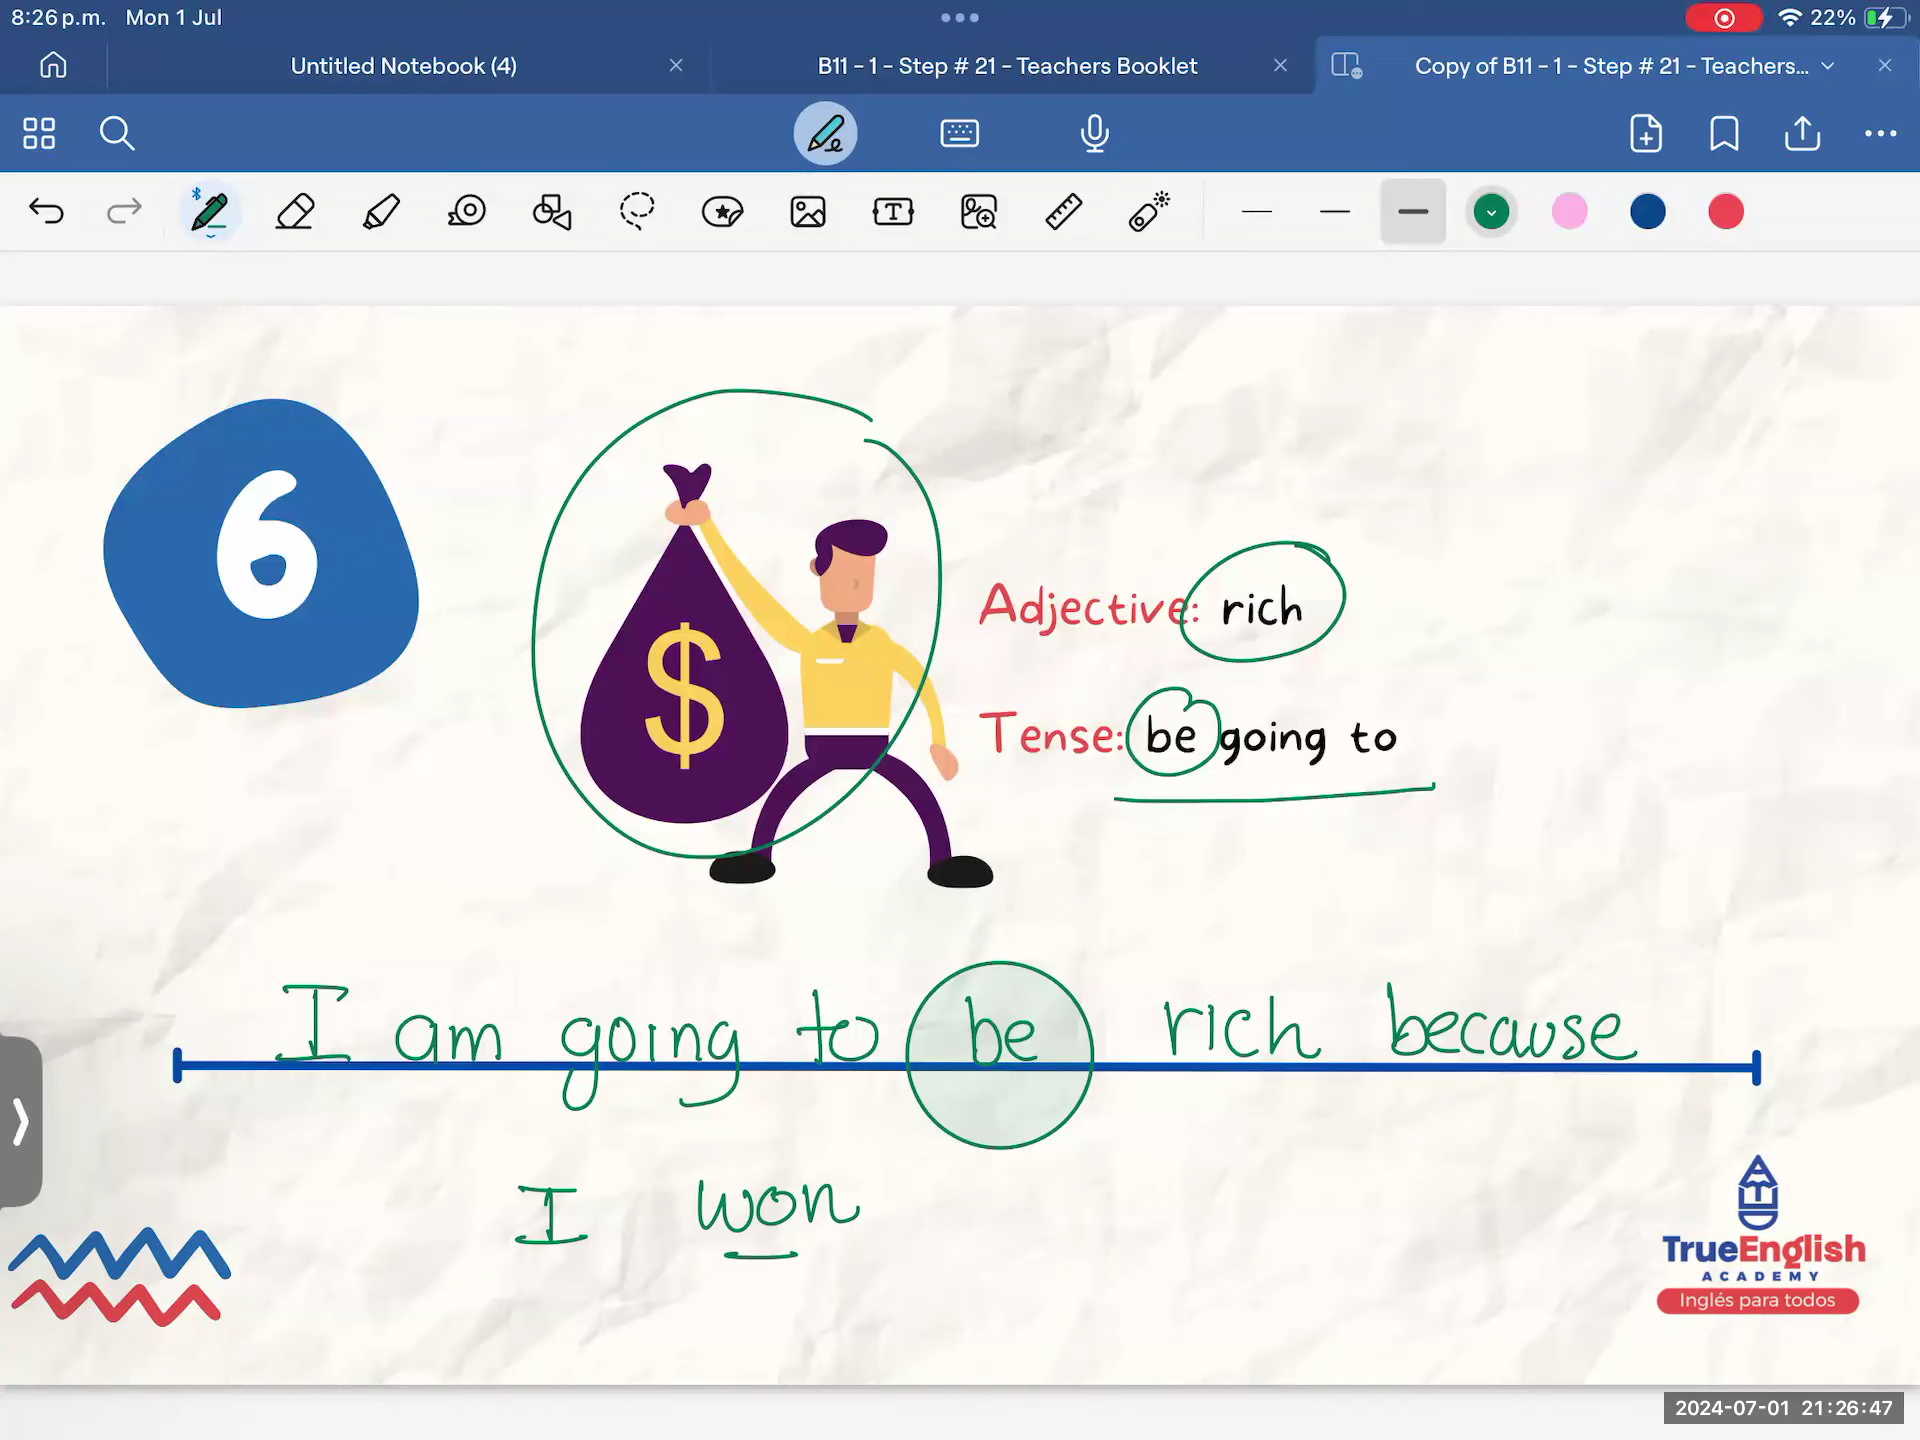 8:26 p.m. Mon 1 Jul
22%
Untitled Notebook (4)
B11 - 1 - Step # 21 - Teachers Booklet
Copy of B11 - 1 - Step # 21 - Teachers...
T
6
$
Adjective: rich
Tense: be going to
I am going to be rich because
I won
TrueEnglish
ACADEMY
Inglés para todos
2024-07-01 21:26:47